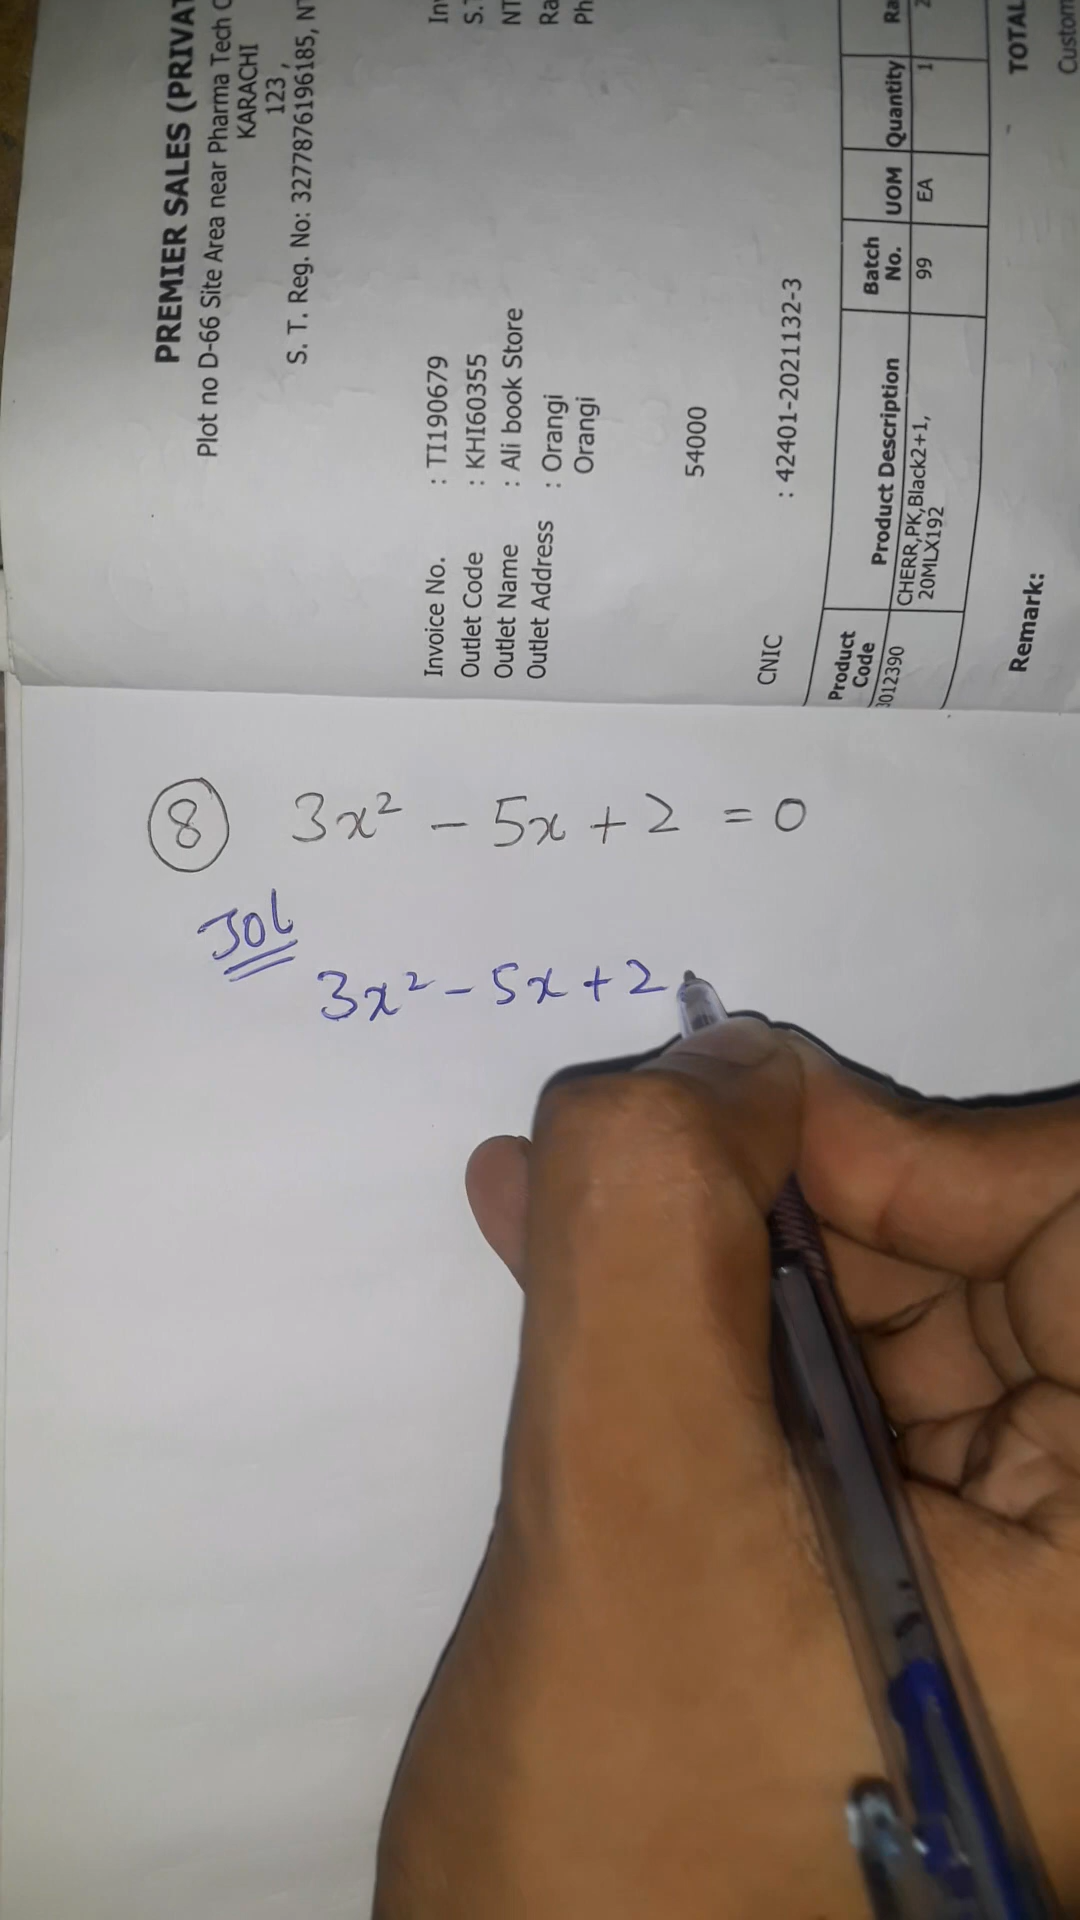 PREMIER SALES (PRIVAT
Plot no D-66 Site Area near Pharma Tech
KARACHI
123 ,
S. T. Reg. No: 3277876196185,
Invoice No. : TI190679
Outlet Code : KHI60355
Outlet Name : Ali book Store
Outlet Address : Orangi
Orangi
54000
CNIC : 42401-2021132-3
Product Code Product Description Batch No. UOM Quantity
3012390 CHERR,PK,Black2+1, 20MLX192 99 EA 1
TOTAL
Remark:
8 3x² - 5x + 2 = 0
Sol
3x² - 5x + 2